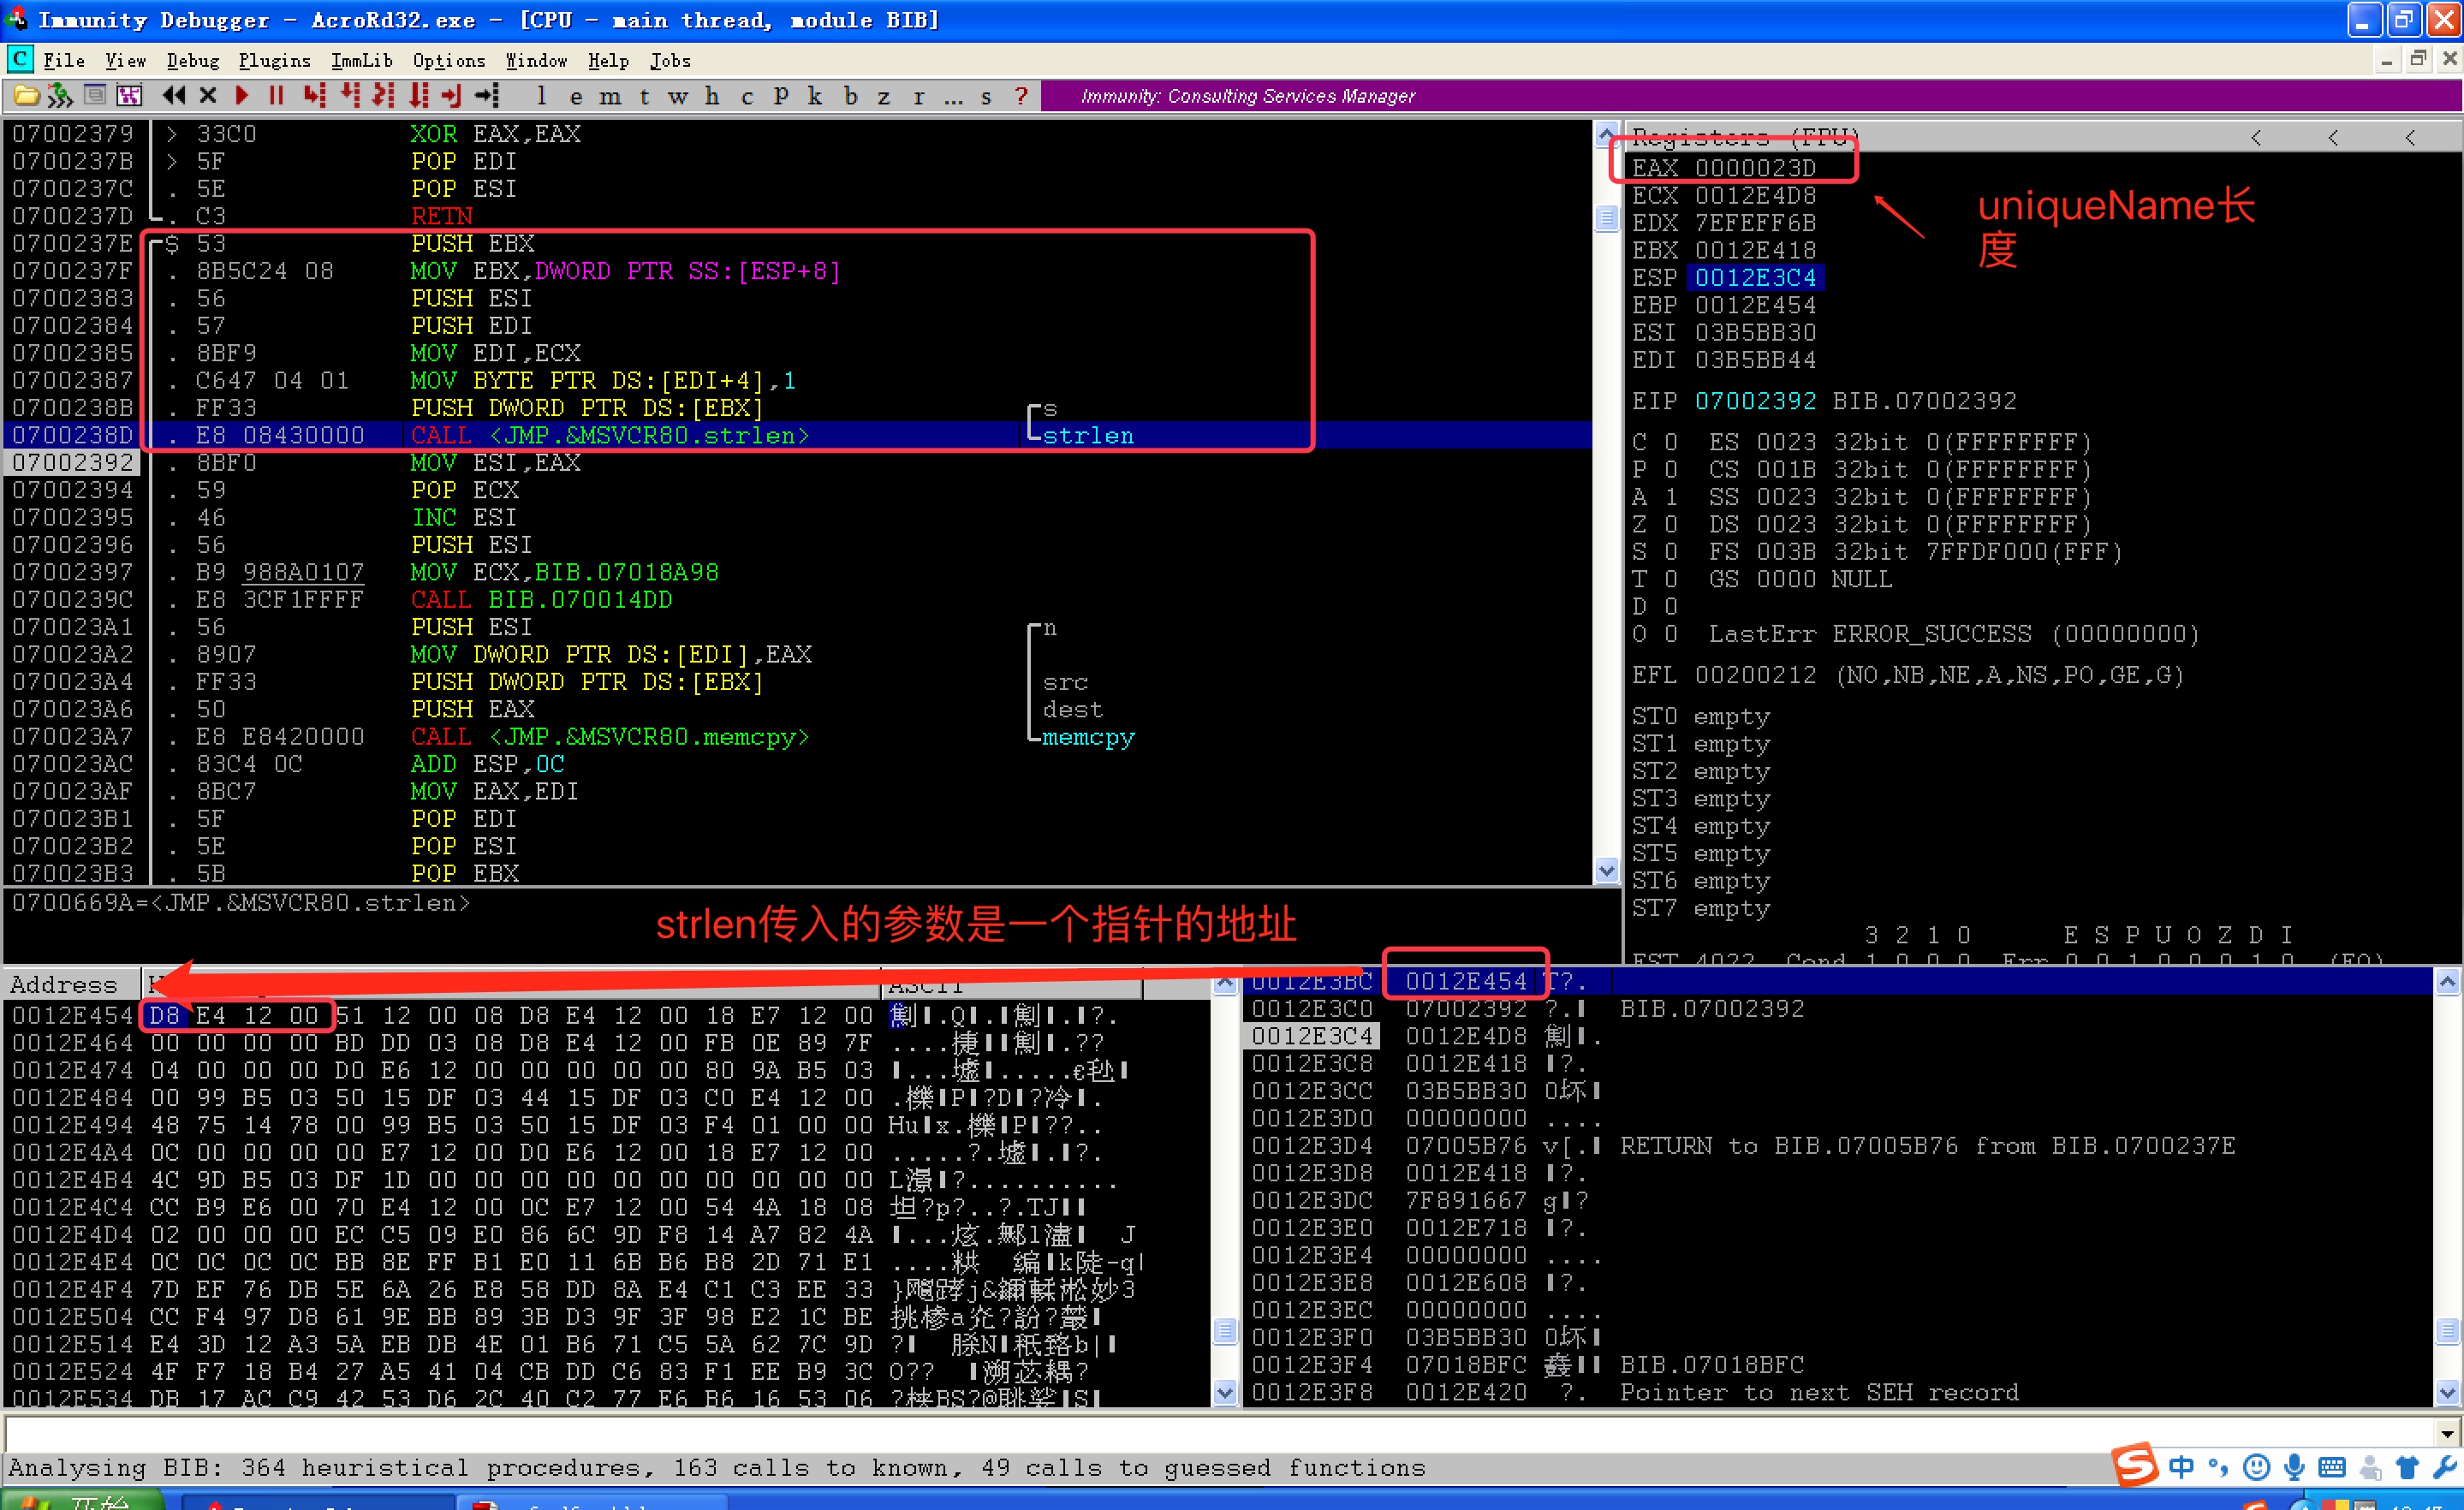 Immunity Debugger - AcroRd32.exe - [CPU - main thread, module BIB]
C File View Debug Plugins ImmLib Options Window Help Jobs
l e m t w h c P k b z r ... s ? Immunity: Consulting Services Manager
07002379 > 33C0 XOR EAX,EAX
0700237B > 5F POP EDI
0700237C . 5E POP ESI
0700237D . C3 RETN
0700237E $ 53 PUSH EBX
0700237F . 8B5C24 08 MOV EBX,DWORD PTR SS:[ESP+8]
07002383 . 56 PUSH ESI
07002384 . 57 PUSH EDI
07002385 . 8BF9 MOV EDI,ECX
07002387 . C647 04 01 MOV BYTE PTR DS:[EDI+4],1
0700238B . FF33 PUSH DWORD PTR DS:[EBX] s
0700238D . E8 08430000 CALL <JMP.&MSVCR80.strlen> strlen
07002392 . 8BF0 MOV ESI,EAX
07002394 . 59 POP ECX
07002395 . 46 INC ESI
07002396 . 56 PUSH ESI
07002397 . B9 988A0107 MOV ECX,BIB.07018A98
0700239C . E8 3CF1FFFF CALL BIB.070014DD
070023A1 . 56 PUSH ESI n
070023A2 . 8907 MOV DWORD PTR DS:[EDI],EAX
070023A4 . FF33 PUSH DWORD PTR DS:[EBX] src
070023A6 . 50 PUSH EAX dest
070023A7 . E8 E8420000 CALL <JMP.&MSVCR80.memcpy> memcpy
070023AC . 83C4 0C ADD ESP,0C
070023AF . 8BC7 MOV EAX,EDI
070023B1 . 5F POP EDI
070023B2 . 5E POP ESI
070023B3 . 5B POP EBX
0700669A=<JMP.&MSVCR80.strlen>
strlen传入的参数是一个指针的地址
Registers (FPU) < < <
EAX 0000023D
ECX 0012E4D8
EDX 7EFEFF6B
EBX 0012E418
ESP 0012E3C4
EBP 0012E454
ESI 03B5BB30
EDI 03B5BB44
uniqueName长
度
EIP 07002392 BIB.07002392
C 0 ES 0023 32bit 0(FFFFFFFF)
P 0 CS 001B 32bit 0(FFFFFFFF)
A 1 SS 0023 32bit 0(FFFFFFFF)
Z 0 DS 0023 32bit 0(FFFFFFFF)
S 0 FS 003B 32bit 7FFDF000(FFF)
T 0 GS 0000 NULL
D 0
O 0 LastErr ERROR_SUCCESS (00000000)
EFL 00200212 (NO,NB,NE,A,NS,PO,GE,G)
ST0 empty
ST1 empty
ST2 empty
ST3 empty
ST4 empty
ST5 empty
ST6 empty
ST7 empty
3 2 1 0 E S P U O Z D I
Address ASCII
0012E454 D8 E4 12 00 51 12 00 08 D8 E4 12 00 18 E7 12 00
0012E464 00 00 00 00 BD DD 03 08 D8 E4 12 00 FB 0E 89 7F
0012E474 04 00 00 00 D0 E6 12 00 00 00 00 00 80 9A B5 03
0012E484 00 99 B5 03 50 15 DF 03 44 15 DF 03 C0 E4 12 00
0012E494 48 75 14 78 00 99 B5 03 50 15 DF 03 F4 01 00 00
0012E4A4 0C 00 00 00 00 E7 12 00 D0 E6 12 00 18 E7 12 00
0012E4B4 4C 9D B5 03 DF 1D 00 00 00 00 00 00 00 00 00 00
0012E4C4 CC B9 E6 00 70 E4 12 00 0C E7 12 00 54 4A 18 08
0012E4D4 02 00 00 00 EC C5 09 E0 86 6C 9D F8 14 A7 82 4A
0012E4E4 0C 0C 0C 0C BB 8E FF B1 E0 11 6B B6 B8 2D 71 E1
0012E4F4 7D EF 76 DB 5E 6A 26 E8 58 DD 8A E4 C1 C3 EE 33
0012E504 CC F4 97 D8 61 9E BB 89 3B D3 9F 3F 98 E2 1C BE
0012E514 E4 3D 12 A3 5A EB DB 4E 01 B6 71 C5 5A 62 7C 9D
0012E524 4F F7 18 B4 27 A5 41 04 CB DD C6 83 F1 EE B9 3C
0012E534 DB 17 AC C9 42 53 D6 2C 40 C2 77 E6 B6 16 53 06
0012E3BC 0012E454 T?.
0012E3C0 07002392 BIB.07002392
0012E3C4 0012E4D8
0012E3C8 0012E418
0012E3CC 03B5BB30
0012E3D0 00000000 ....
0012E3D4 07005B76 RETURN to BIB.07005B76 from BIB.0700237E
0012E3D8 0012E418
0012E3DC 7F891667
0012E3E0 0012E718
0012E3E4 00000000 ....
0012E3E8 0012E608
0012E3EC 00000000 ....
0012E3F0 03B5BB30
0012E3F4 07018BFC BIB.07018BFC
0012E3F8 0012E420 ?. Pointer to next SEH record
Analysing BIB: 364 heuristical procedures, 163 calls to known, 49 calls to guessed functions
中